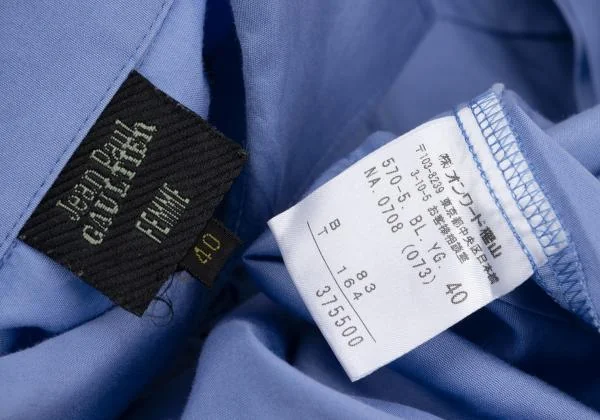 Jean Paul
GAULTIER
FEMME
40
(株) オンワード樫山
〒103-8239 東京都中央区日本橋
3-10-5 お客様相談室
570-5. BL. YG. 40
NA 0708 (073)
B 83
T 164
375500